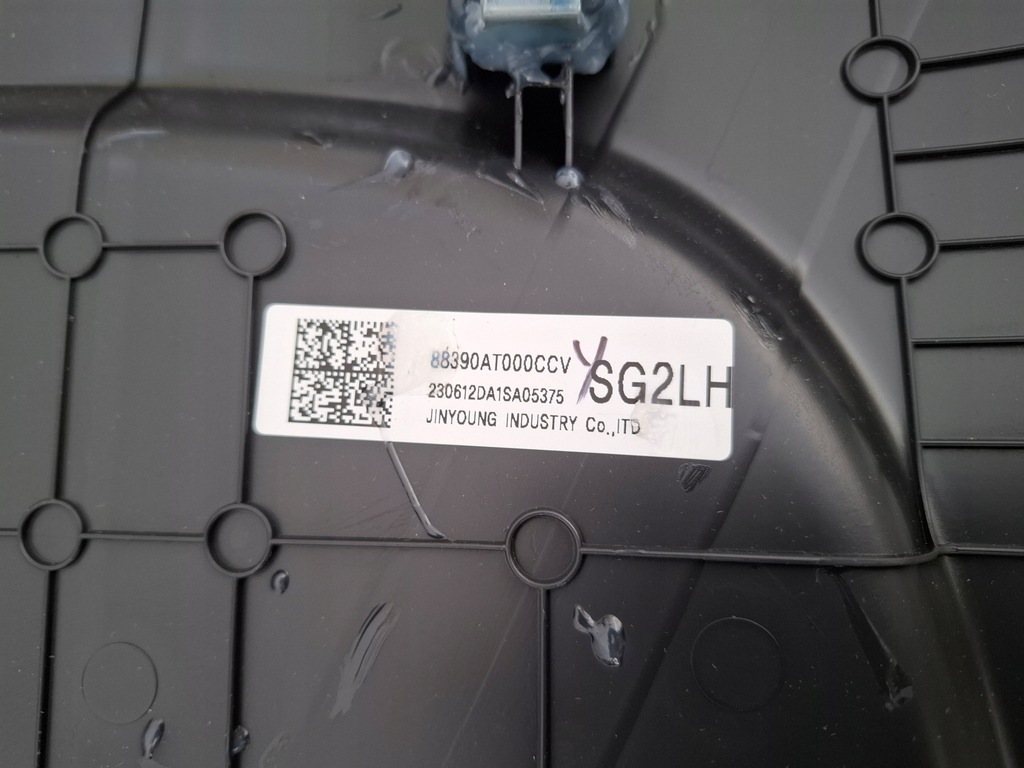 88390AT000CCV
230612DA1SA05375
JINYOUNG INDUSTRY Co.,ITD
SG2LH